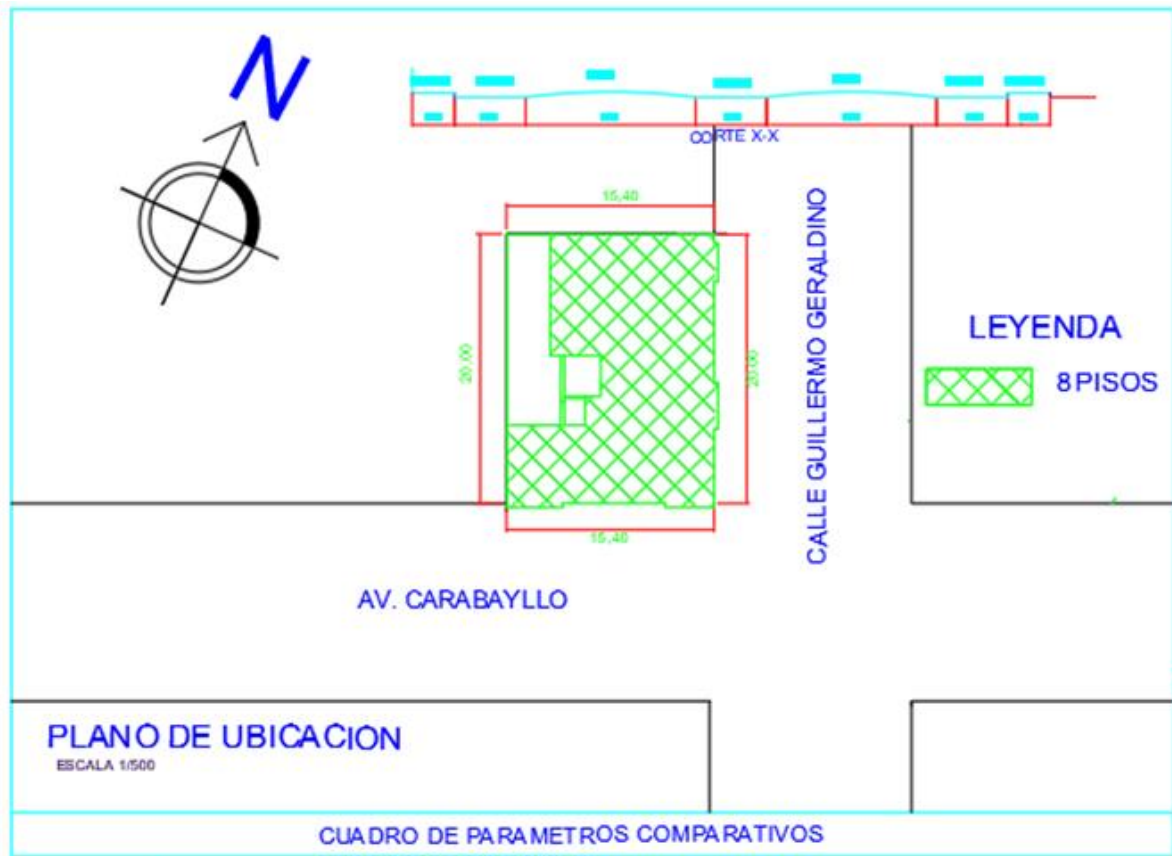 N
CORTE X-X
15,40
20,00
20,00
CALLE GUILLERMO GERALDINO
LEYENDA
8 PISOS
15,40
AV. CARABAYLLO
PLANO DE UBICACION
ESCALA 1/500
CUADRO DE PARAMETROS COMPARATIVOS